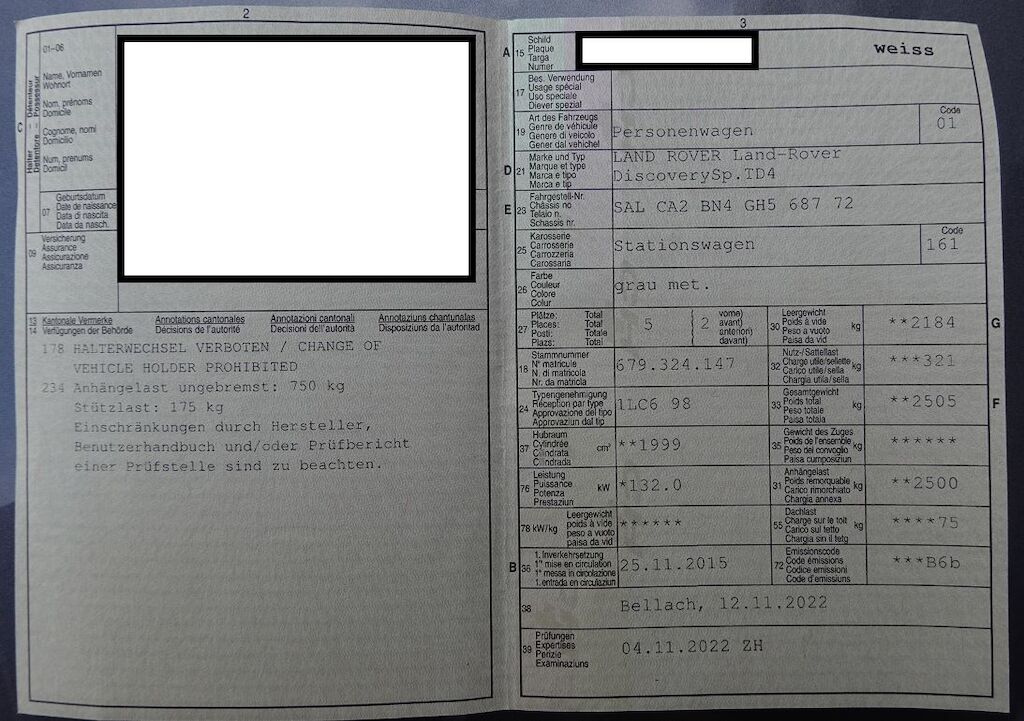 2
01–06
Name, Vornamen
Wohnort
Nom, prénoms
Domicile
Cognome, nomi
Domicilio
Num, prenums
Domicil
C
Halter – Détenteur
Detentore – Possessur
07
Geburtsdatum
Date de naissance
Data di nascita
Data da nasch.
09
Versicherung
Assurance
Assicurazione
Assicuranza
13 Kantonale Vermerke Annotations cantonales Annotazioni cantonali Annotaziuns chantunalas
14 Verfügungen der Behörde Décisions de l'autorité Decisioni dell'autorità Disposiziuns da l'autoritad
178 HALTERWECHSEL VERBOTEN / CHANGE OF
VEHICLE HOLDER PROHIBITED
234 Anhängelast ungebremst: 750 kg
Stützlast: 175 kg
Einschränkungen durch Hersteller,
Benutzerhandbuch und/oder Prüfbericht
einer Prüfstelle sind zu beachten.
3
A 15
Schild
Plaque
Targa
Numer
weiss
17
Bes. Verwendung
Usage spécial
Uso speciale
Diever spezial
19
Art des Fahrzeugs
Genre de véhicule
Genere di veicolo
Gener dal vehichel
Personenwagen
Code
01
D 21
Marke und Typ
Marque et type
Marca e tipo
Marca e tip
LAND ROVER Land-Rover
DiscoverySp.TD4
E 23
Fahrgestell-Nr.
Châssis no
Telaio n.
Schassis nr.
SAL CA2 BN4 GH5 687 72
25
Karosserie
Carrosserie
Carrozzeria
Carossaria
Stationswagen
Code
161
26
Farbe
Couleur
Colore
Colur
grau met.
27
Plätze: Total
Places: Total
Posti: Totale
Plazs: Total
5
( 2 vorne)
avant)
anteriori)
davant)
30
Leergewicht
Poids à vide
Peso a vuoto
Paisa da vid
kg
**2184
G
18
Stammnummer
N° matricule
N. di matricola
Nr. da matricla
679.324.147
32
Nutz-/Sattellast
Charge utile/sellette
Carico utile/sella
Chargia utila/sella
kg
***321
24
Typengenehmigung
Réception par type
Approvazione del tipo
Approvaziun dal tip
1LC6 98
33
Gesamtgewicht
Poids total
Peso totale
Paisa totala
kg
**2505
F
37
Hubraum
Cylindrée
Cilindrata
Cilindrada
cm³
**1999
35
Gewicht des Zuges
Poids de l'ensemble
Peso del convoglio
Paisa cumposiziun
kg
******
76
Leistung
Puissance
Potenza
Prestaziun
kW
*132.0
31
Anhängelast
Poids remorquable
Carico rimorchiato
Chargia annexa
kg
**2500
78 kW/kg
Leergewicht
poids à vide
peso a vuoto
paisa da vid
******
55
Dachlast
Charge sur le toit
Carico sul tetto
Chargia sin il tetg
kg
****75
B 36
1. Inverkehrsetzung
1re mise en circulation
1a messa in circolazione
1. entrada en circulaziun
25.11.2015
72
Emissionscode
Code émissions
Codice emissioni
Code d'emissiuns
***B6b
38
Bellach, 12.11.2022
39
Prüfungen
Expertises
Perizie
Examinaziuns
04.11.2022 ZH